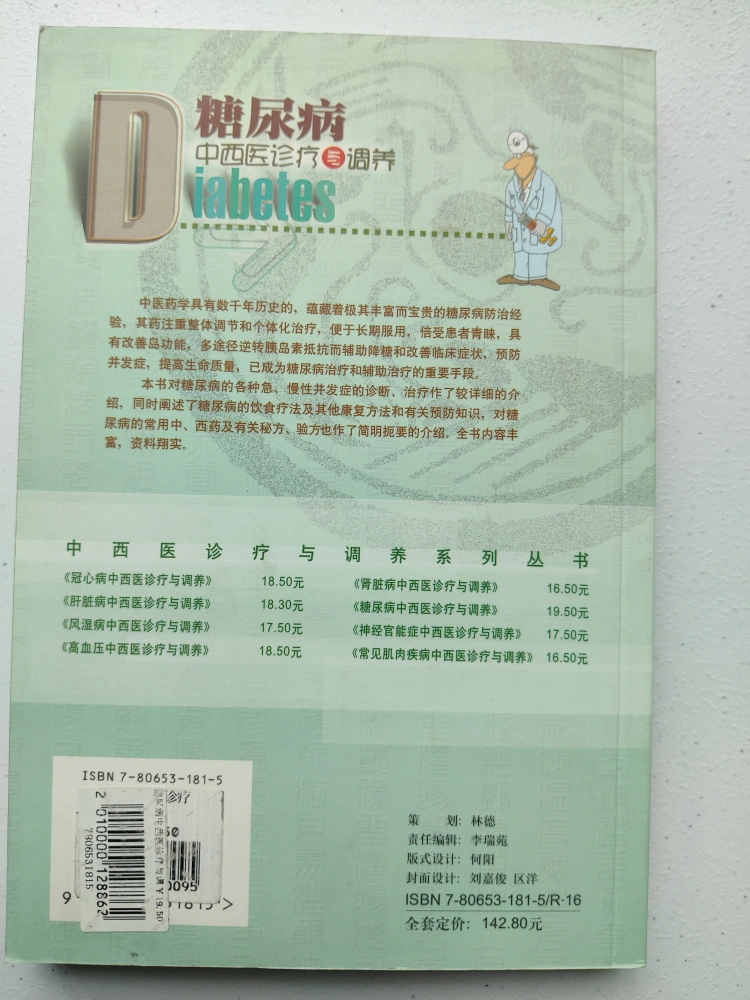 糖尿病
中西医诊疗与调养
Diabetes
中医药学具有数千年历史的，蕴藏着极其丰富而宝贵的糖尿病防治经
验，其药注重整体调节和个体化治疗，便于长期服用，倍受患者青睐，具
有改善岛功能，多途径逆转胰岛素抵抗而辅助降糖和改善临床症状，预防
并发症，提高生命质量，已成为糖尿病治疗和辅助治疗的重要手段。
本书对糖尿病的各种急、慢性并发症的诊断、治疗作了较详细的介
绍，同时阐述了糖尿病的饮食疗法及其他康复方法和有关预防知识，对糖
尿病的常用中、西药及有关秘方、验方也作了简明扼要的介绍。全书内容丰
富，资料翔实。
中西医诊疗与调养系列丛书
《冠心病中西医诊疗与调养》 18.50元
《肝脏病中西医诊疗与调养》 18.30元
《风湿病中西医诊疗与调养》 17.50元
《高血压中西医诊疗与调养》 18.50元
《肾脏病中西医诊疗与调养》 16.50元
《糖尿病中西医诊疗与调养》 19.50元
《神经官能症中西医诊疗与调养》 17.50元
《常见肌肉疾病中西医诊疗与调养》 16.50元
ISBN 7-80653-181-5
诊疗
50
0095
2010000128862
7806531815
糖尿病中西医诊疗与调 ¥19.50
9
策 划：林德
责任编辑：李瑞苑
版式设计：何阳
封面设计：刘嘉俊 区洋
ISBN 7-80653-181-5/R·16
全套定价：142.80元